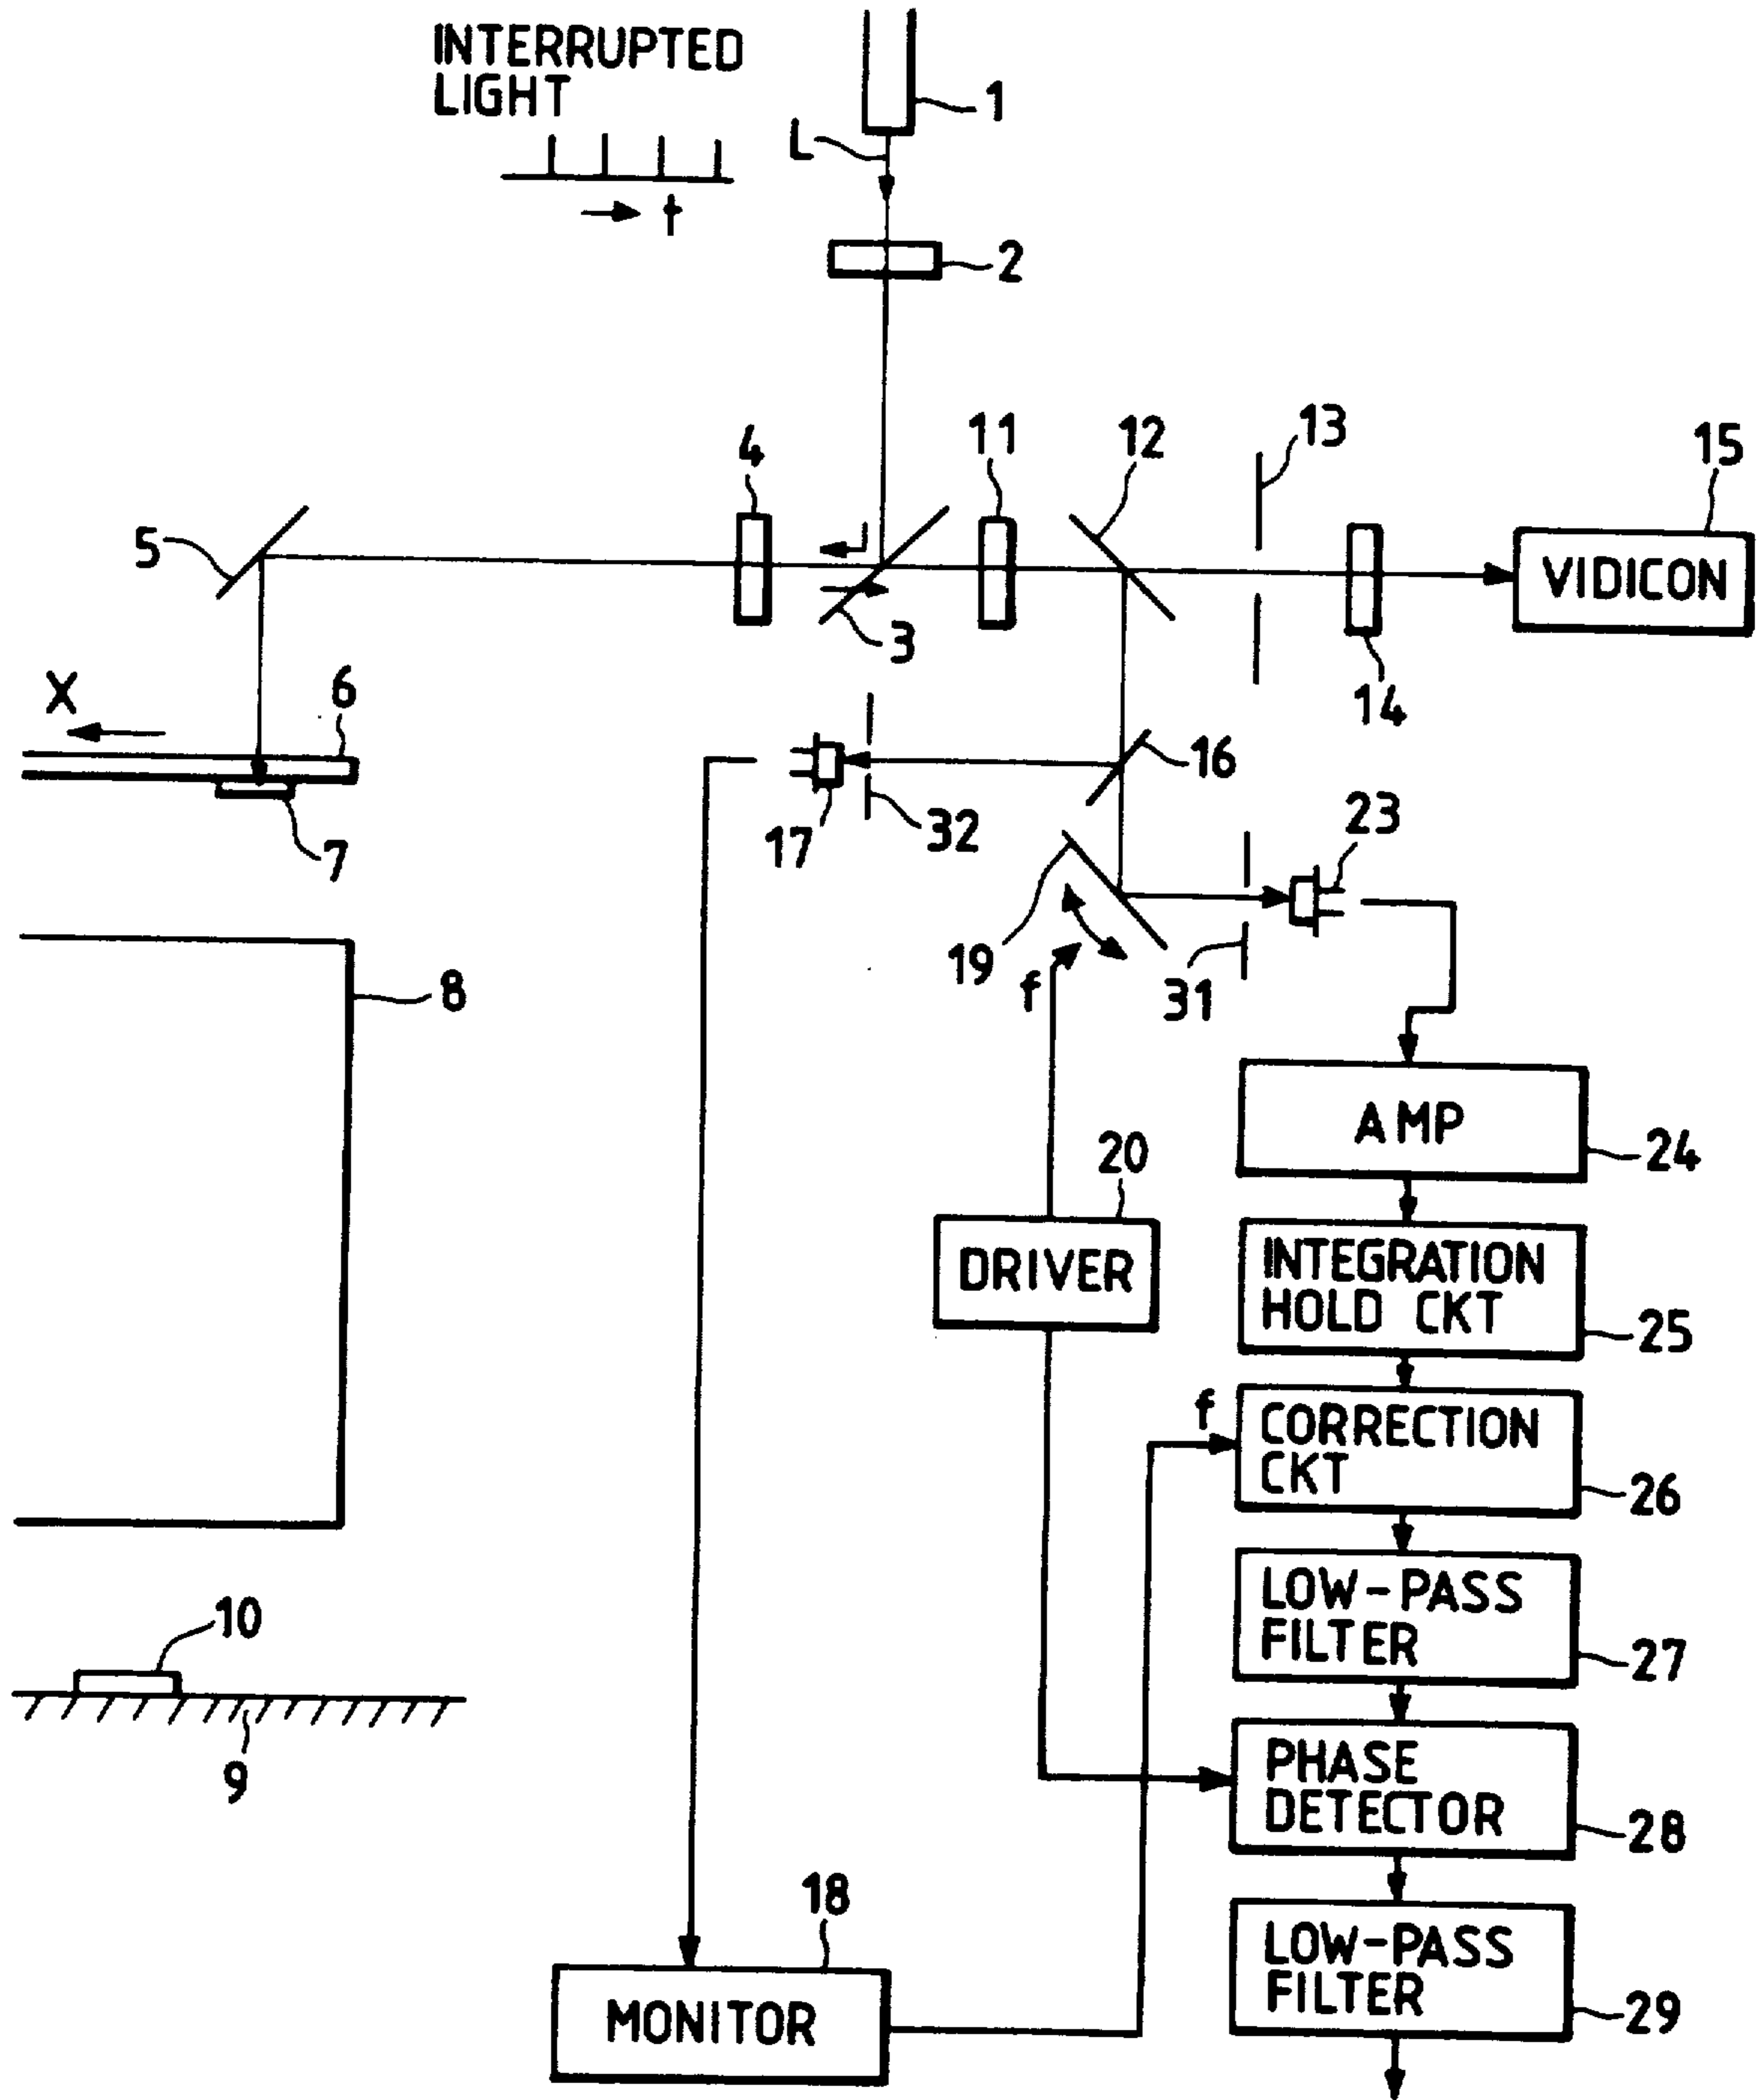 INTERRUPTED
LIGHT
1
L
t
2
4
11
12
13
15
5
VIDICON
3
X
6
14
16
7
17
32
23
19
f
31
8
AMP
24
20
DRIVER
INTEGRATION
HOLD CKT
25
f
CORRECTION
CKT
26
LOW-PASS
FILTER
27
10
9
PHASE
DETECTOR
28
18
MONITOR
LOW-PASS
FILTER
29